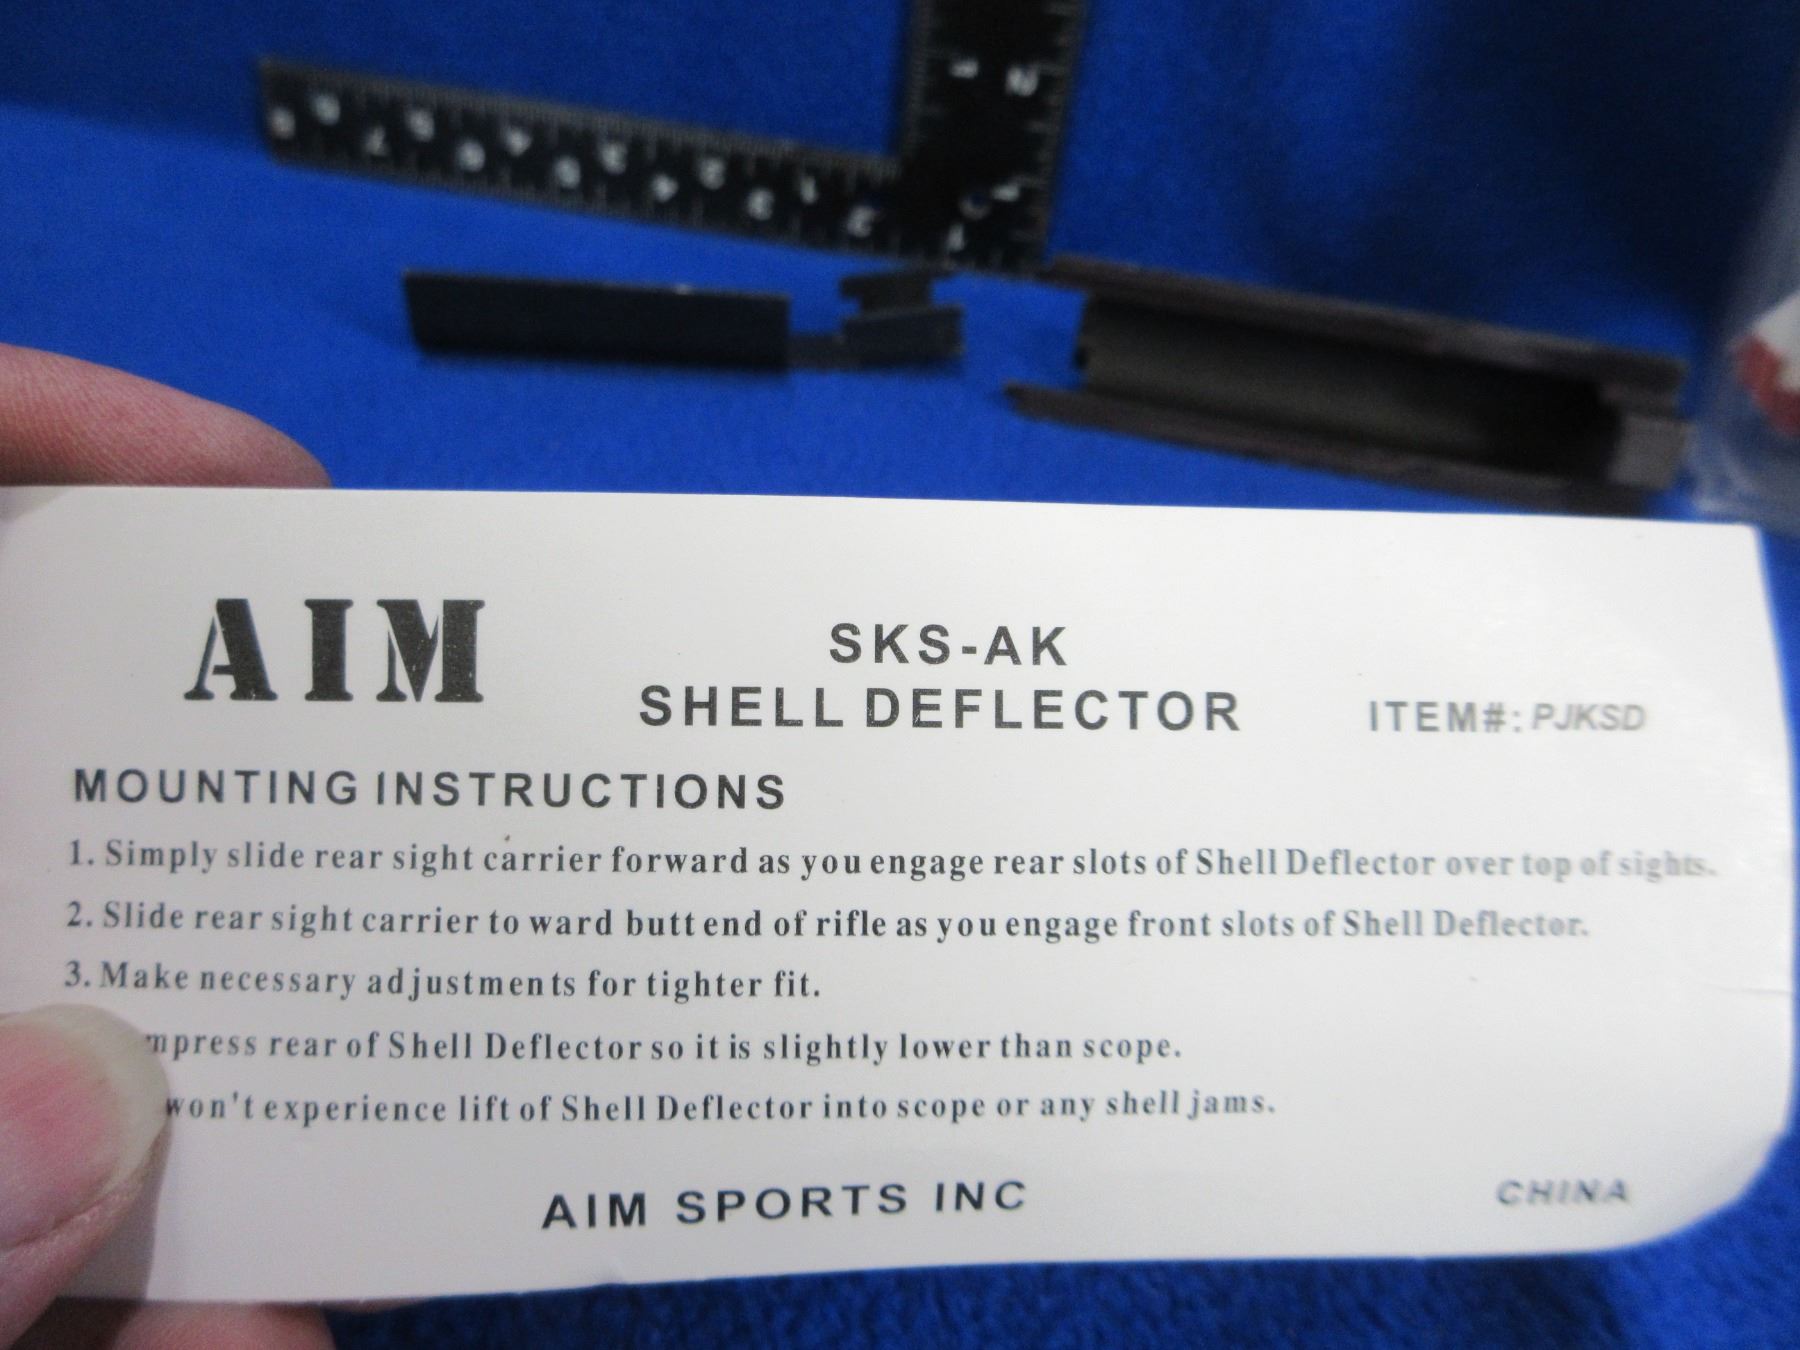 AIM
SKS-AK
SHELL DEFLECTOR
ITEM#: PJKSD
MOUNTING INSTRUCTIONS
1. Simply slide rear sight carrier forward as you engage rear slots of Shell Deflector over top of sights.
2. Slide rear sight carrier to ward butt end of rifle as you engage front slots of Shell Deflector.
3. Make necessary adjustments for tighter fit.
mpress rear of Shell Deflector so it is slightly lower than scope.
won't experience lift of Shell Deflector into scope or any shell jams.
AIM SPORTS INC
CHINA